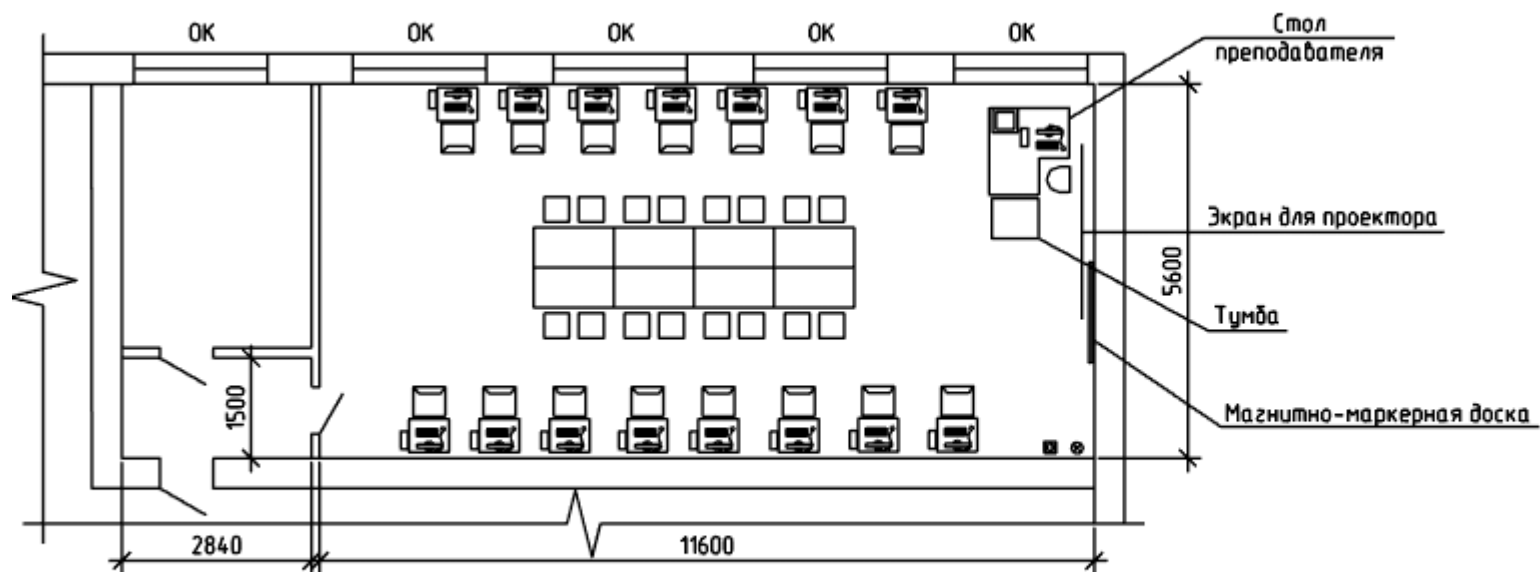 ОК
ОК
ОК
ОК
ОК
Стол
преподавателя
Экран для проектора
5600
Тумба
1500
Магнитно-маркерная доска
2840
11600